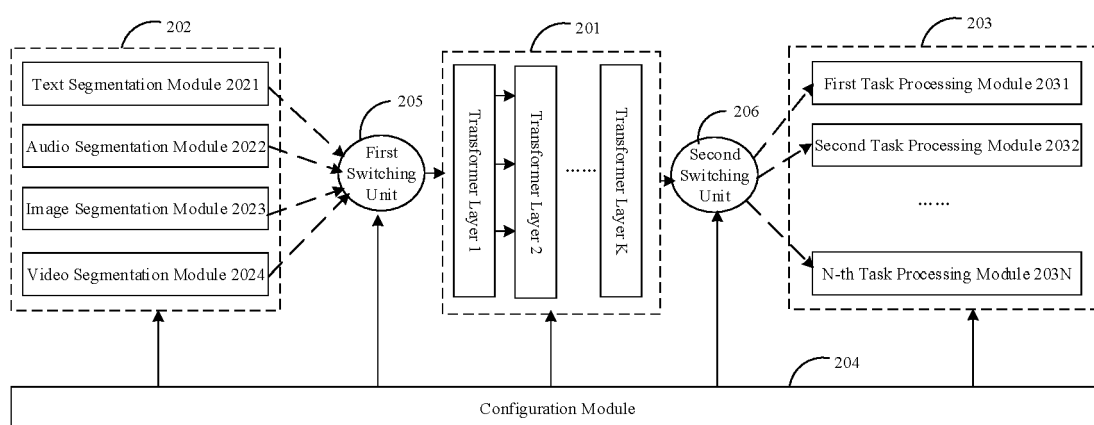 202
Text Segmentation Module 2021
Audio Segmentation Module 2022
Image Segmentation Module 2023
Video Segmentation Module 2024
205
First
Switching
Unit
201
Transformer Layer 1
Transformer Layer 2
......
Transformer Layer K
206
Second
Switching
Unit
203
First Task Processing Module 2031
Second Task Processing Module 2032
......
N-th Task Processing Module 203N
204
Configuration Module